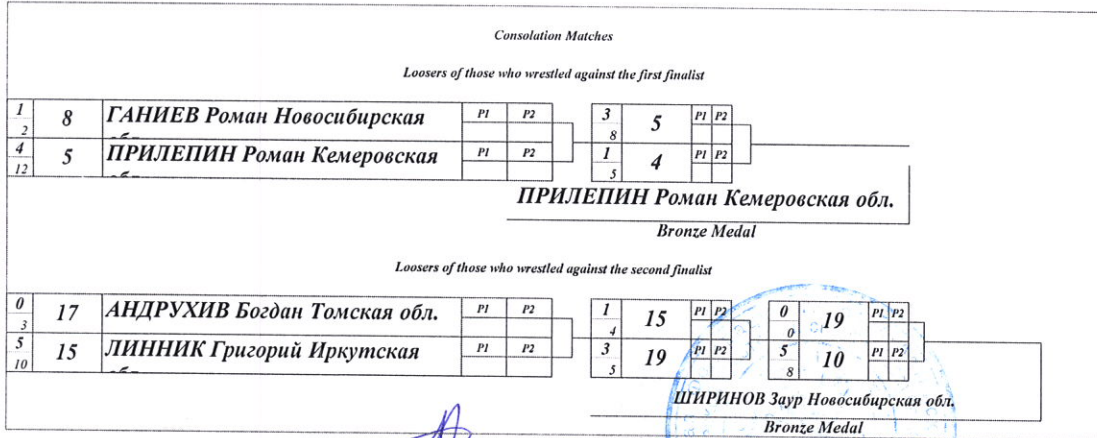 Consolation Matches
Loosers of those who wrestled against the first finalist
1 2 8 ГАНИЕВ Роман Новосибирская P1 P2 3 8 5 P1 P2
4 12 5 ПРИЛЕПИН Роман Кемеровская P1 P2 1 5 4 P1 P2
ПРИЛЕПИН Роман Кемеровская обл.
Bronze Medal
Loosers of those who wrestled against the second finalist
0 3 17 АНДРУХИВ Богдан Томская обл. P1 P2 1 4 15 P1 P2 0 0 19 P1 P2
5 10 15 ЛИННИК Григорий Иркутская P1 P2 3 5 19 P1 P2 5 8 10 P1 P2
ШИРИНОВ Заур Новосибирская обл.
Bronze Medal